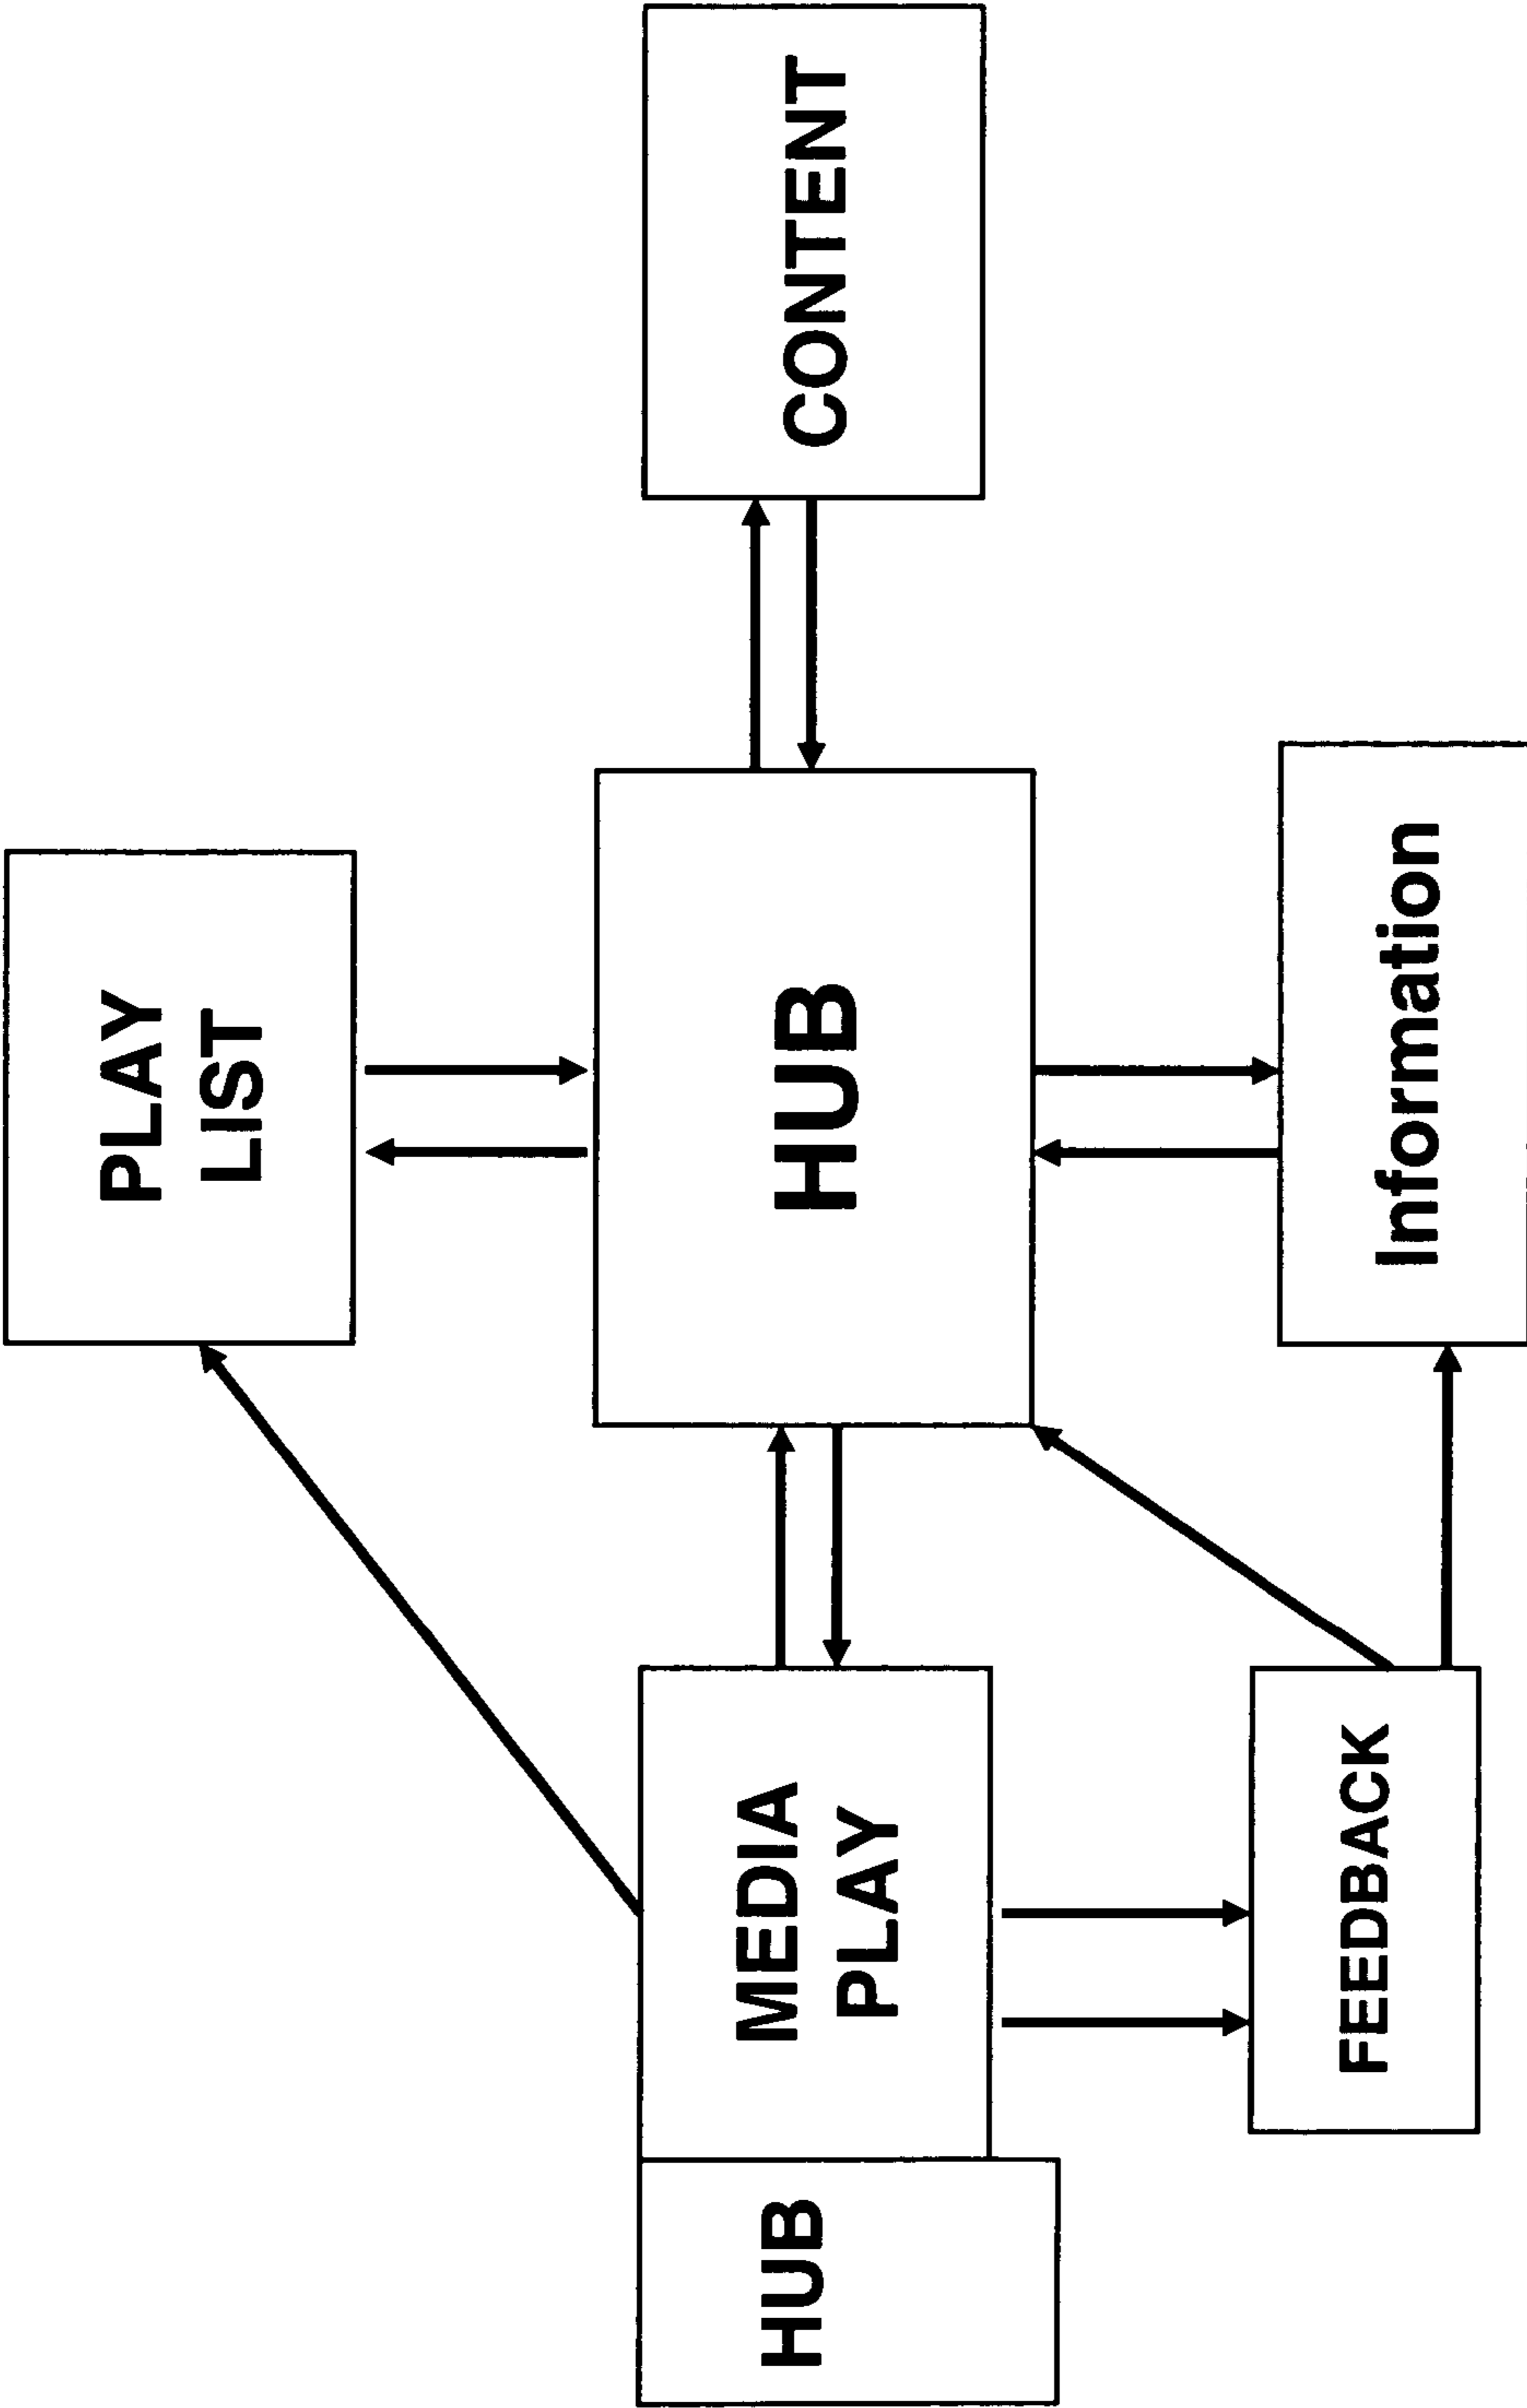 PLAY
LIST
HUB
MEDIA
PLAY
HUB
CONTENT
FEEDBACK
Information